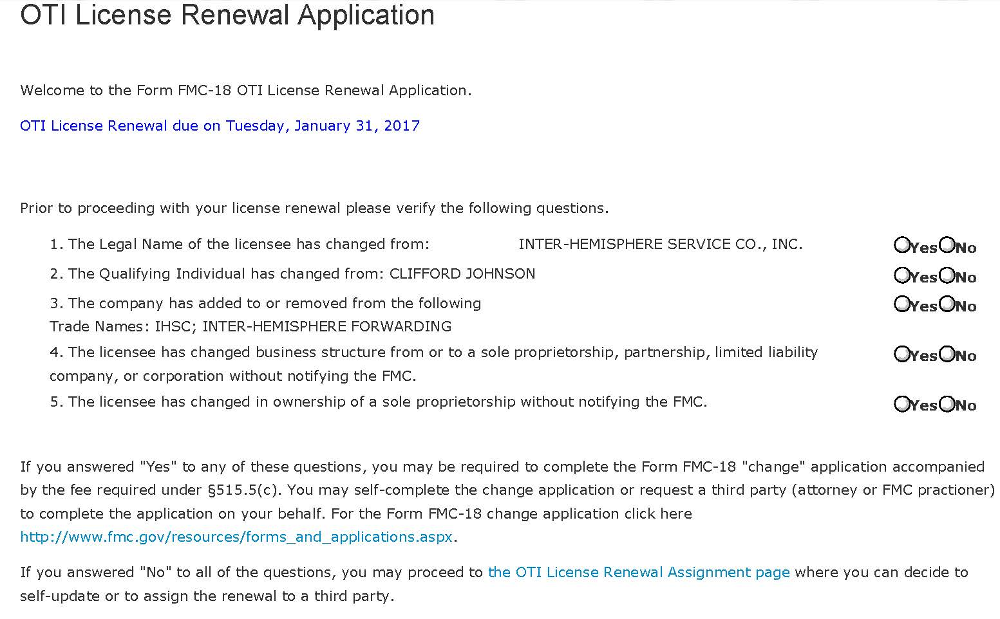 OTI License Renewal Application
Welcome to the Form FMC-18 OTI License Renewal Application.
OTI License Renewal due on Tuesday, January 31, 2017
Prior to proceeding with your license renewal please verify the following questions.
1. The Legal Name of the licensee has changed from: INTER-HEMISPHERE SERVICE CO., INC. Yes No
2. The Qualifying Individual has changed from: CLIFFORD JOHNSON Yes No
3. The company has added to or removed from the following Yes No
Trade Names: IHSC; INTER-HEMISPHERE FORWARDING
4. The licensee has changed business structure from or to a sole proprietorship, partnership, limited liability Yes No
company, or corporation without notifying the FMC.
5. The licensee has changed in ownership of a sole proprietorship without notifying the FMC. Yes No
If you answered "Yes" to any of these questions, you may be required to complete the Form FMC-18 "change" application accompanied
by the fee required under §515.5(c). You may self-complete the change application or request a third party (attorney or FMC practioner)
to complete the application on your behalf. For the Form FMC-18 change application click here
http://www.fmc.gov/resources/forms_and_applications.aspx.
If you answered "No" to all of the questions, you may proceed to the OTI License Renewal Assignment page where you can decide to
self-update or to assign the renewal to a third party.